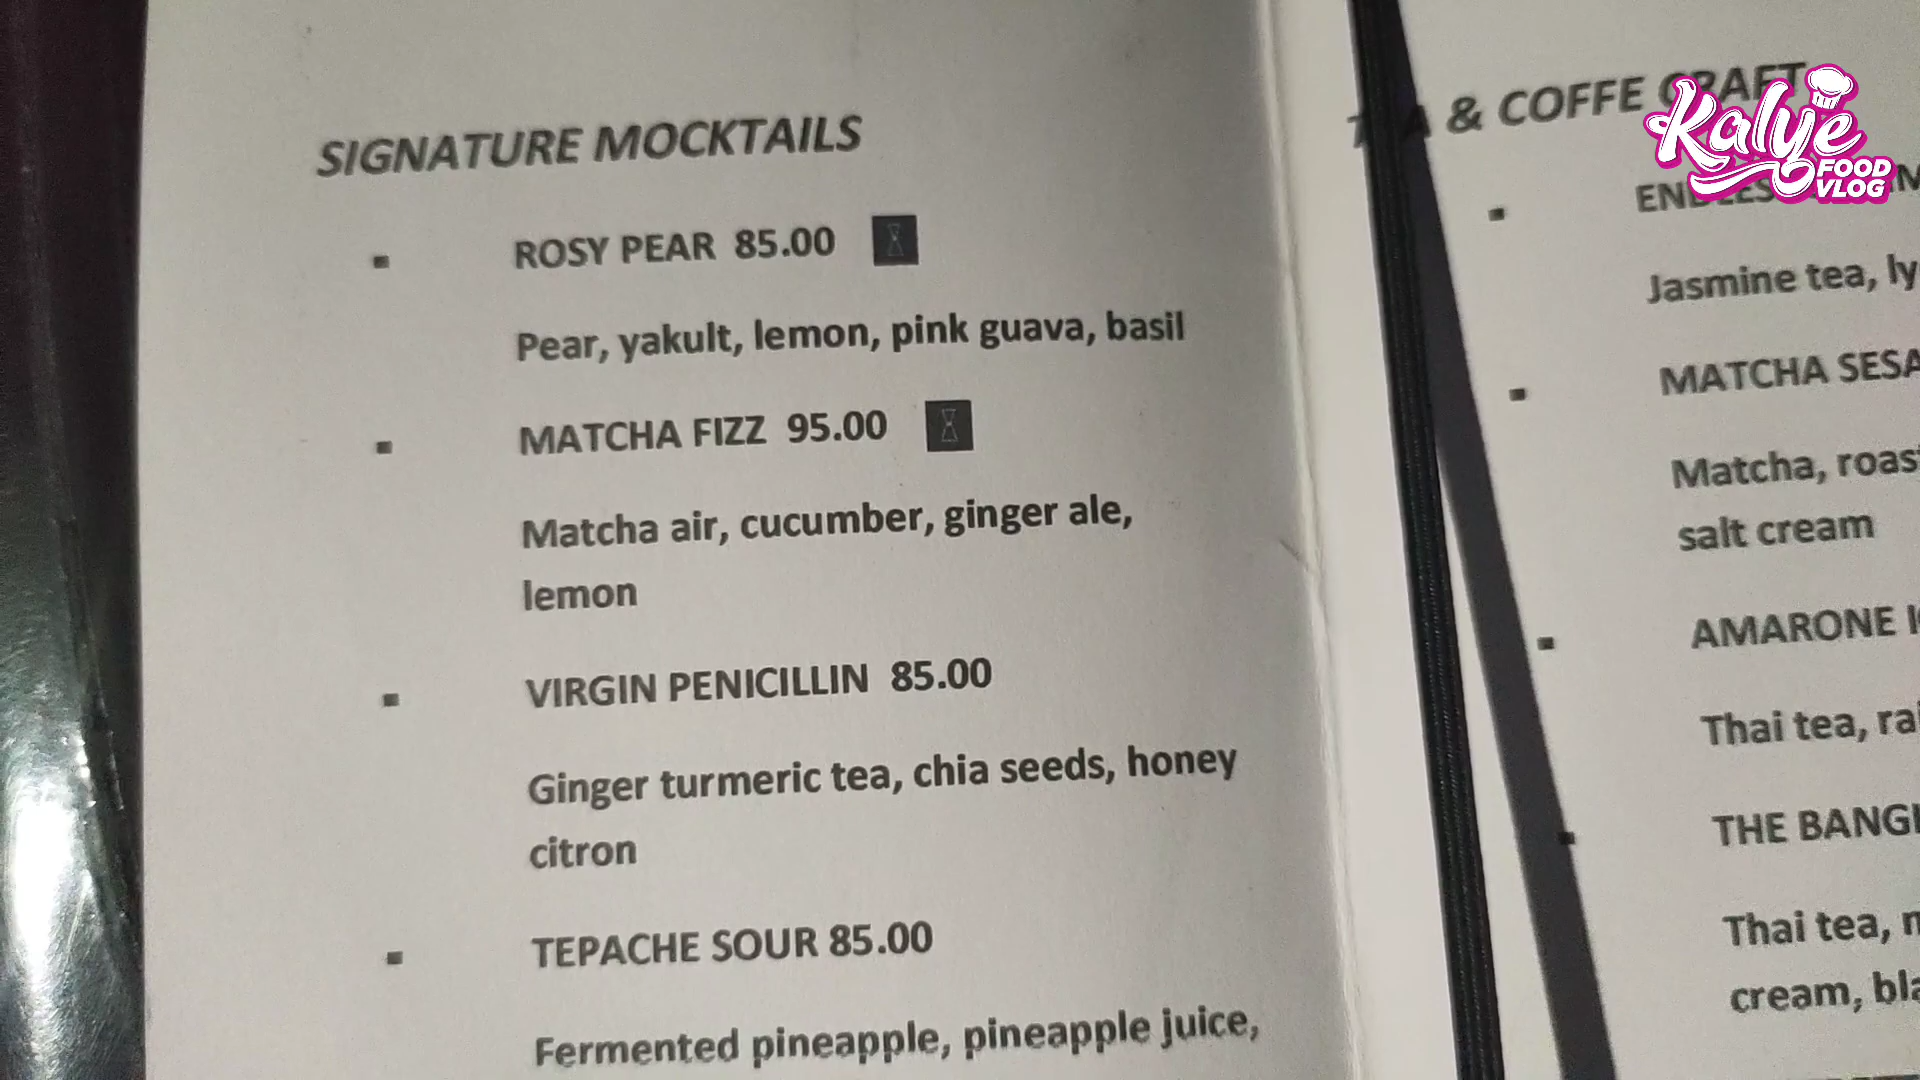 SIGNATURE MOCKTAILS
ROSY PEAR 85.00
Pear, yakult, lemon, pink guava, basil
MATCHA FIZZ 95.00
Matcha air, cucumber, ginger ale,
lemon
VIRGIN PENICILLIN 85.00
Ginger turmeric tea, chia seeds, honey
citron
TEPACHE SOUR 85.00
Fermented pineapple, pineapple juice,
& COFFE CRAFT
Jasmine tea,
MATCHA
Matcha,
salt cream
AMARONE
Thai tea,
THE
Thai tea,
cream,
Kalye
FOOD
VLOG